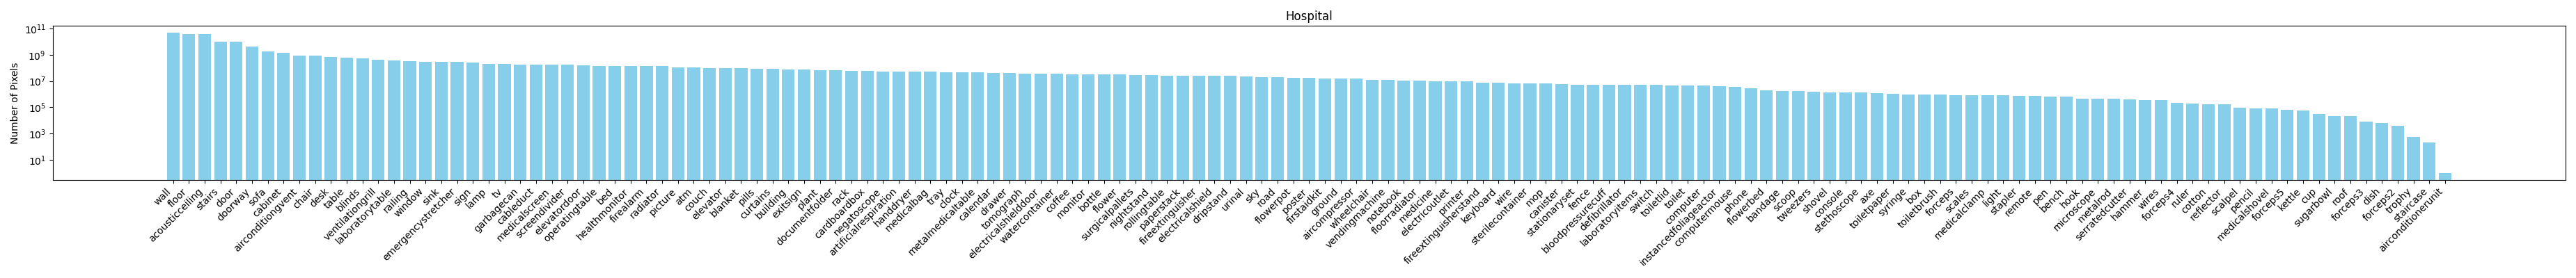 Hospital
Number of Pixels
10^11
10^9
10^7
10^5
10^3
10^1
wall
floor
acousticceiling
stairs
door
doorway
sofa
cabinet
airconditiongvent
chair
desk
table
blinds
ventilationgrill
laboratorytable
railing
window
sink
emergencystretcher
sign
lamp
tv
garbagecan
cableduct
medicalscreen
screendivider
elevatordoor
operatingtable
bed
healthmonitor
firealarm
radiator
picture
atm
couch
elevator
blanket
pills
curtains
building
exitsign
plant
documentfolder
rack
cardboardbox
negatoscope
artificialrespiration
handdryer
medicalbag
tray
clock
metalmedicaltable
calendar
drawer
tomograph
electricalshielddoor
watercontainer
coffee
monitor
bottle
flower
surgicalpallets
nightstand
rollingtable
paperstack
fireextinguisher
electricalshield
dripstand
urinal
sky
road
flowerpot
poster
firstaidkit
ground
aircompressor
wheelchair
vendingmachine
notebook
floorradiator
medicine
electricoutlet
printer
fireextinguisherstand
keyboard
wire
sterilecontainer
mop
canister
stationaryset
fence
bloodpressurecuff
defibrillator
laboratoryitems
switch
toiletlid
toilet
computer
instancedfoliageactor
computermouse
phone
flowerbed
bandage
scoop
tweezers
shovel
console
stethoscope
axe
toiletpaper
syringe
box
toiletbrush
forceps
scales
medicalclamp
light
stapler
remote
pen
bench
hook
microscope
metalrod
serratedcutter
hammer
wires
forceps4
ruler
cotton
reflector
scalpel
pencil
medicalshovel
forceps5
kettle
cup
sugarbowl
roof
forceps3
dish
forceps2
trophy
staircase
airconditionerunit